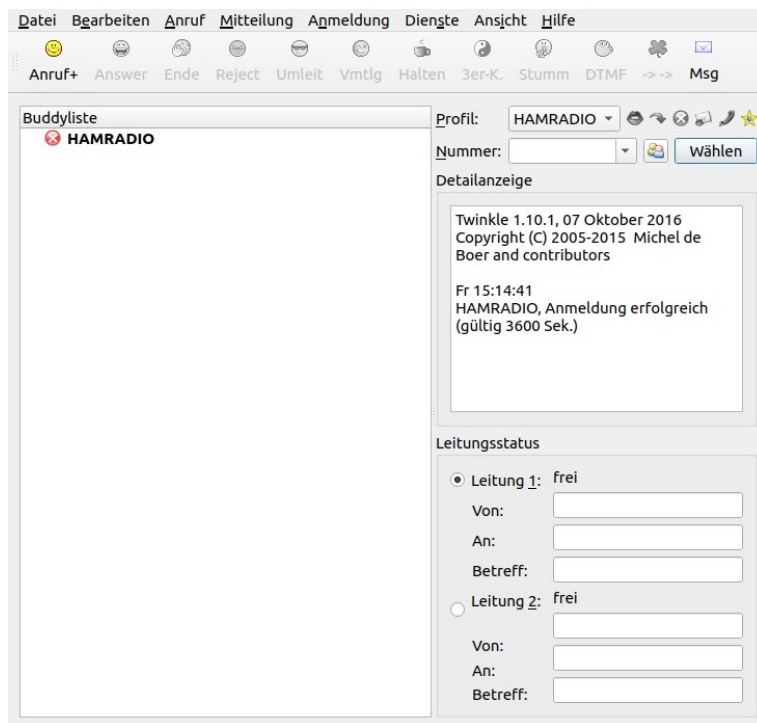 Datei Bearbeiten Anruf Mitteilung Anmeldung Dienste Ansicht Hilfe
Anruf+ Answer Ende Reject Umleit Vmtlg Halten 3er-K. Stumm DTMF ->-> Msg
Buddyliste
HAMRADIO
Profil: HAMRADIO
Nummer: Wählen
Detailanzeige
Twinkle 1.10.1, 07 Oktober 2016
Copyright (C) 2005-2015 Michel de
Boer and contributors
Fr 15:14:41
HAMRADIO, Anmeldung erfolgreich
(gültig 3600 Sek.)
Leitungsstatus
Leitung 1: frei
Von:
An:
Betreff:
Leitung 2: frei
Von:
An:
Betreff: